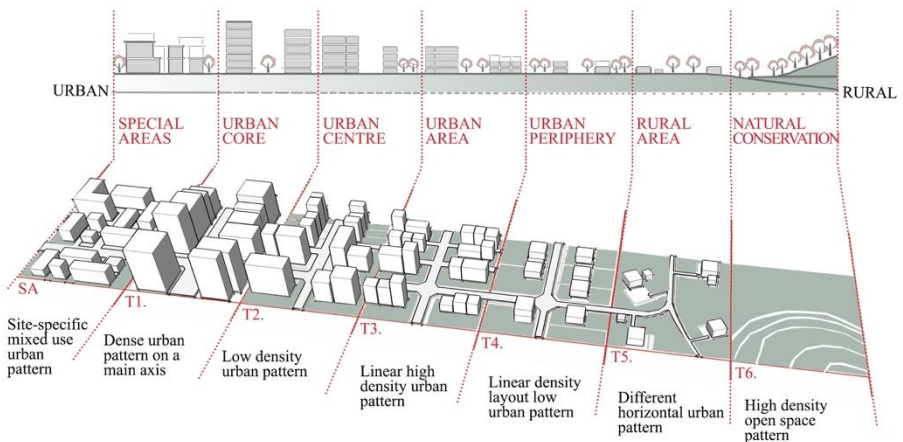 URBAN
RURAL
SPECIAL
AREAS
URBAN
CORE
URBAN
CENTRE
URBAN
AREA
URBAN
PERIPHERY
RURAL
AREA
NATURAL
CONSERVATION
SA
T1.
T2.
T3.
T4.
T5.
T6.
Site-specific
mixed use
urban
pattern
Dense urban
pattern on a
main axis
Low density
urban pattern
Linear high
density urban
pattern
Linear density
layout low
urban pattern
Different
horizontal urban
pattern
High density
open space
pattern